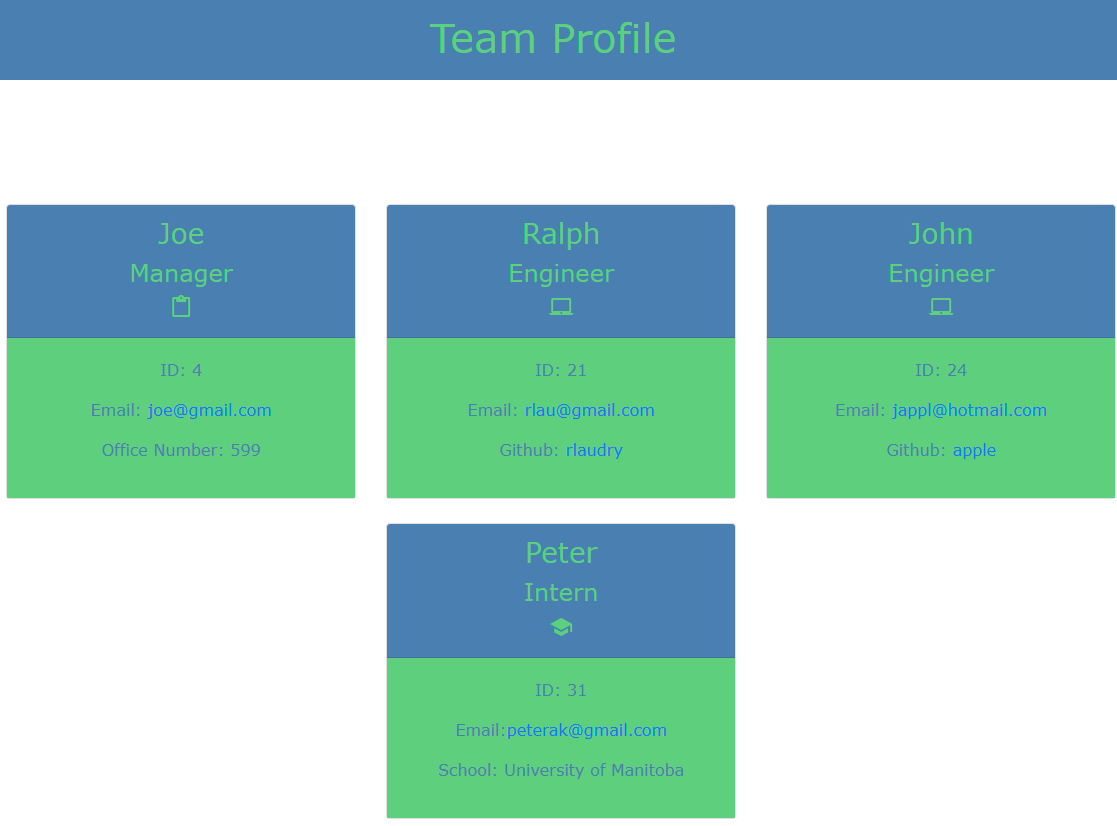 Team Profile
Joe
Manager
ID: 4
Email: joe@gmail.com
Office Number: 599
Ralph
Engineer
ID: 21
Email: rlau@gmail.com
Github: rlaudry
John
Engineer
ID: 24
Email: jappl@hotmail.com
Github: apple
Peter
Intern
ID: 31
Email:peterak@gmail.com
School: University of Manitoba